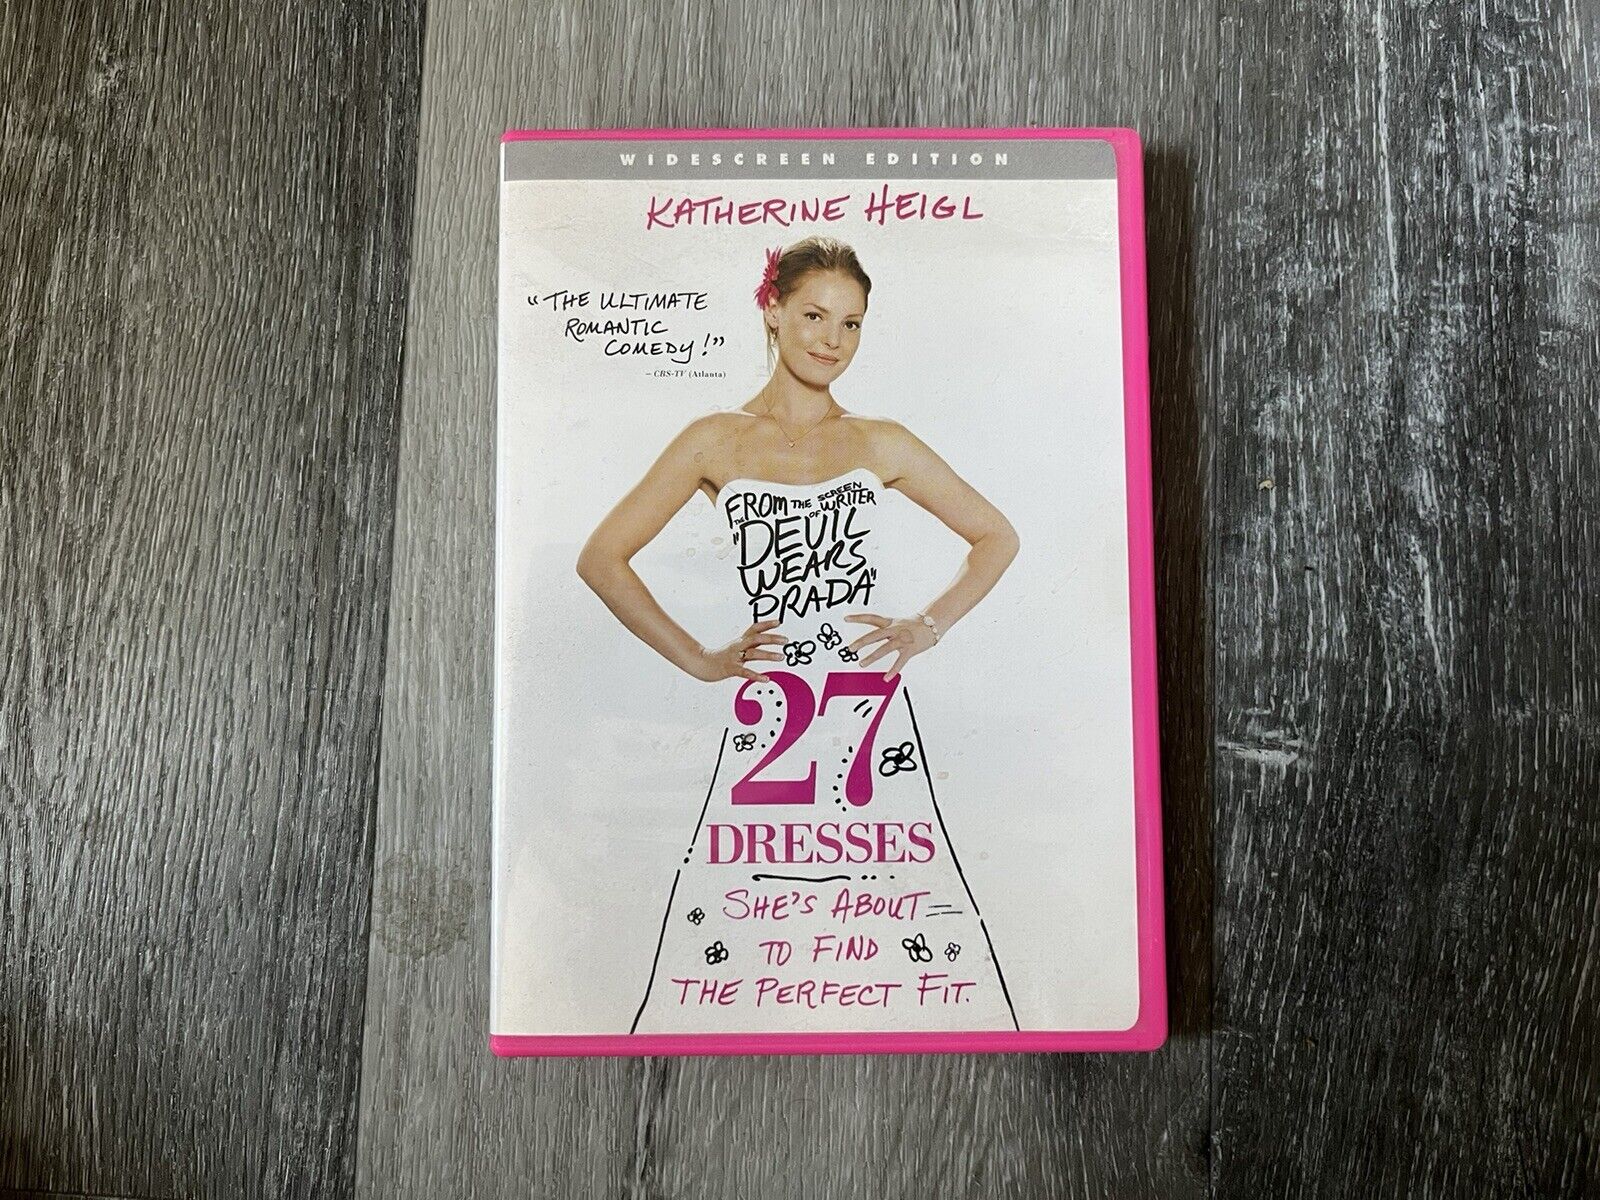 WIDESCREEN EDITION
KATHERINE HEIGL
"THE ULTIMATE
ROMANTIC
COMEDY!"
– CBS-TV (Atlanta)
FROM THE SCREEN
WRITER
OF
THE
"DEVIL
WEARS
PRADA"
27
DRESSES
SHE'S ABOUT
TO FIND
THE PERFECT FIT.